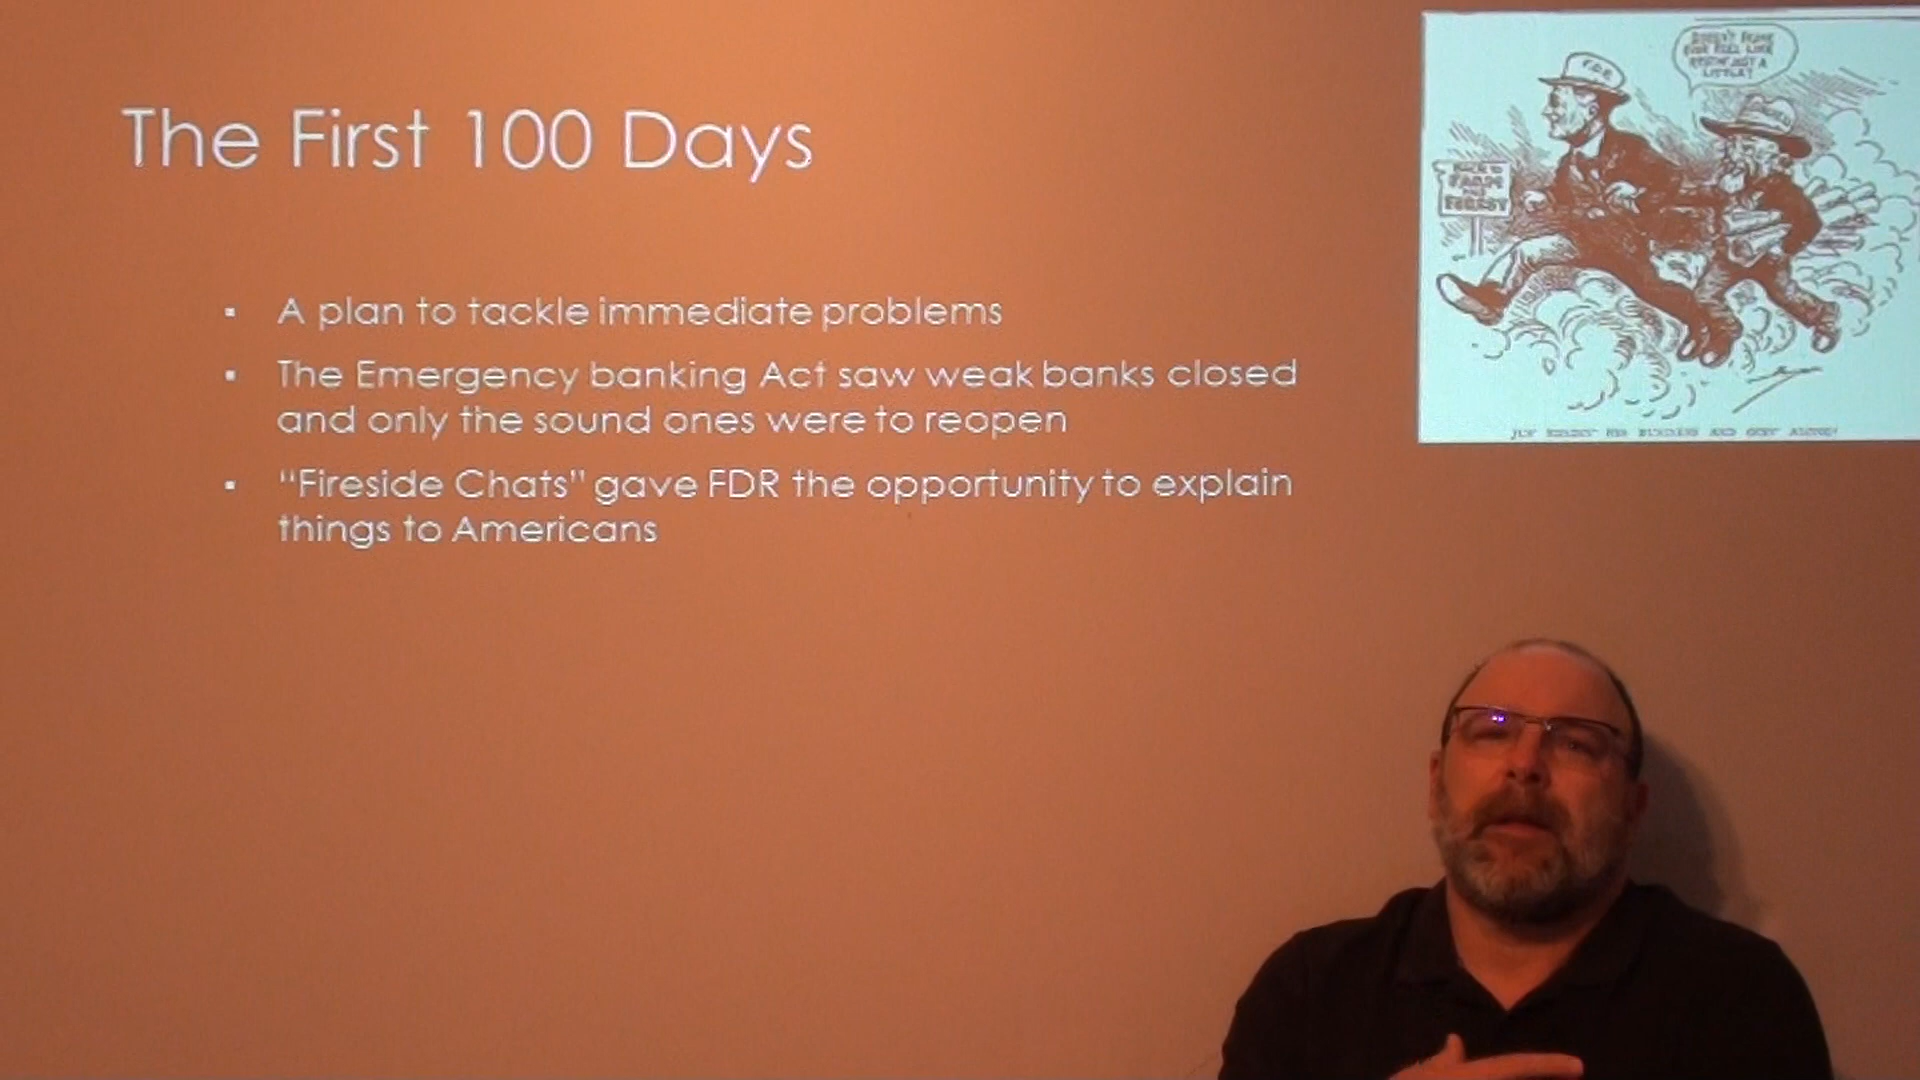 The First 100 Days
▪ A plan to tackle immediate problems
▪ The Emergency banking Act saw weak banks closed
and only the sound ones were to reopen
▪ “Fireside Chats” gave FDR the opportunity to explain
things to Americans
F.D.R.
LITTLE?